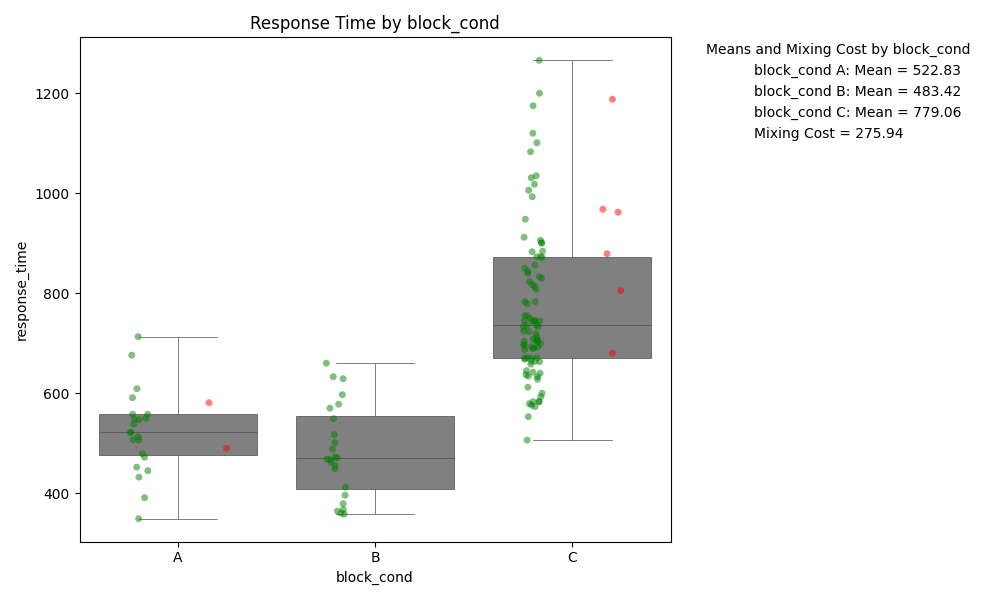 Response Time by block_cond
Means and Mixing Cost by block_cond
block_cond A: Mean = 522.83
block_cond B: Mean = 483.42
block_cond C: Mean = 779.06
Mixing Cost = 275.94
response_time
1200
1000
800
600
400
A B C
block_cond